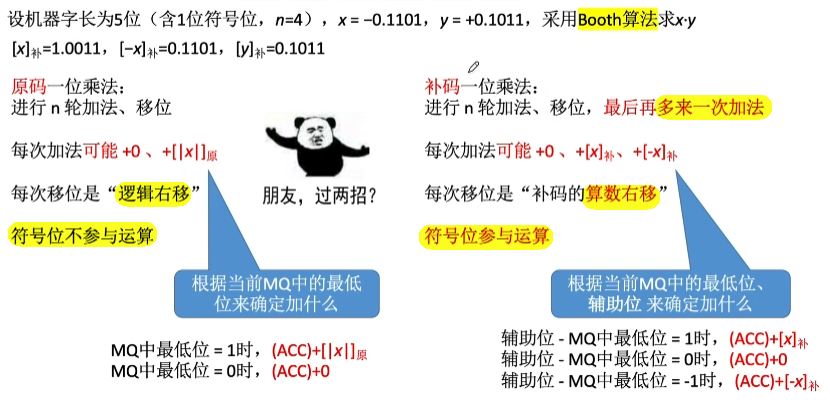 设机器字长为5位（含1位符号位，n=4），x = −0.1101，y = +0.1011，采用Booth算法求x·y
[x]补=1.0011，[−x]补=0.1101，[y]补=0.1011
原码一位乘法：
进行 n 轮加法、移位
每次加法可能 +0 、+[|x|]原
每次移位是“逻辑右移”
符号位不参与运算
根据当前MQ中的最低
位来确定加什么
MQ中最低位 = 1时，(ACC)+[|x|]原
MQ中最低位 = 0时，(ACC)+0
朋友，过两招？
补码一位乘法：
进行 n 轮加法、移位，最后再多来一次加法
每次加法可能 +0 、+[x]补、+[-x]补
每次移位是“补码的算数右移”
符号位参与运算
根据当前MQ中的最低位、
辅助位 来确定加什么
辅助位 - MQ中最低位 = 1时，(ACC)+[x]补
辅助位 - MQ中最低位 = 0时，(ACC)+0
辅助位 - MQ中最低位 = -1时，(ACC)+[-x]补